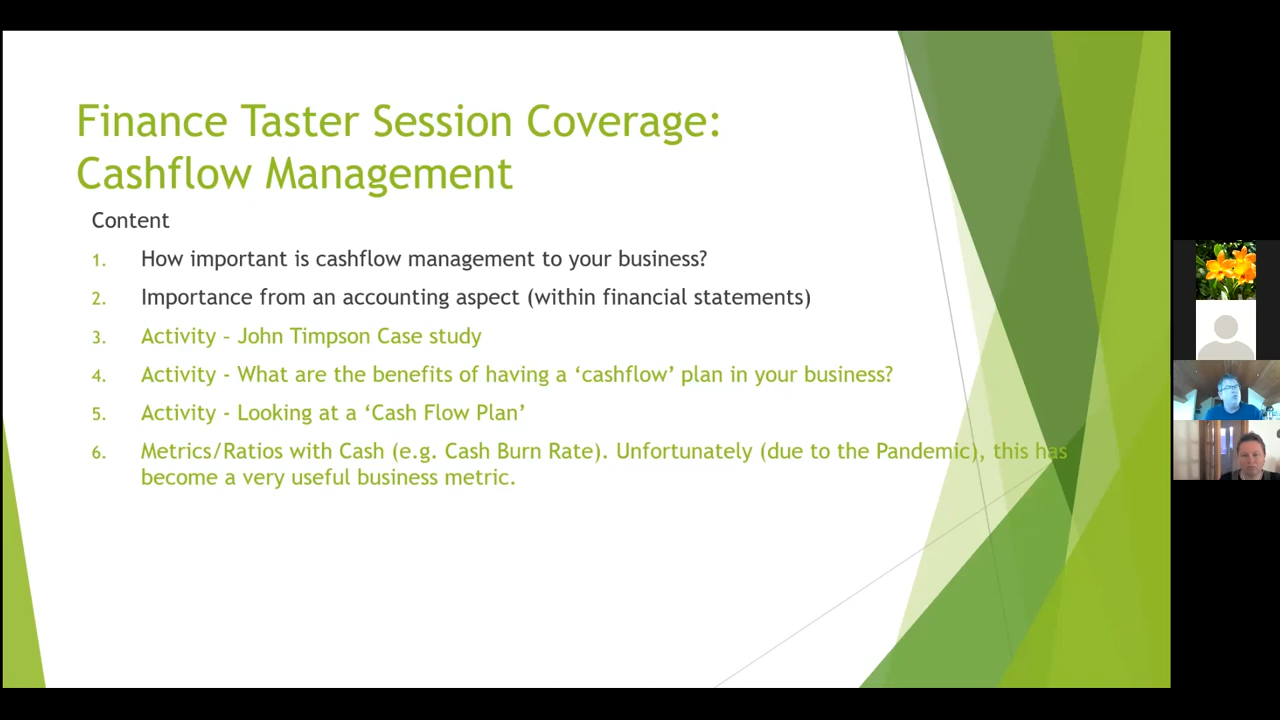 Finance Taster Session Coverage:
Cashflow Management
Content
1. How important is cashflow management to your business?
2. Importance from an accounting aspect (within financial statements)
3. Activity – John Timpson Case study
4. Activity - What are the benefits of having a ‘cashflow’ plan in your business?
5. Activity - Looking at a ‘Cash Flow Plan’
6. Metrics/Ratios with Cash (e.g. Cash Burn Rate). Unfortunately (due to the Pandemic), this has
become a very useful business metric.